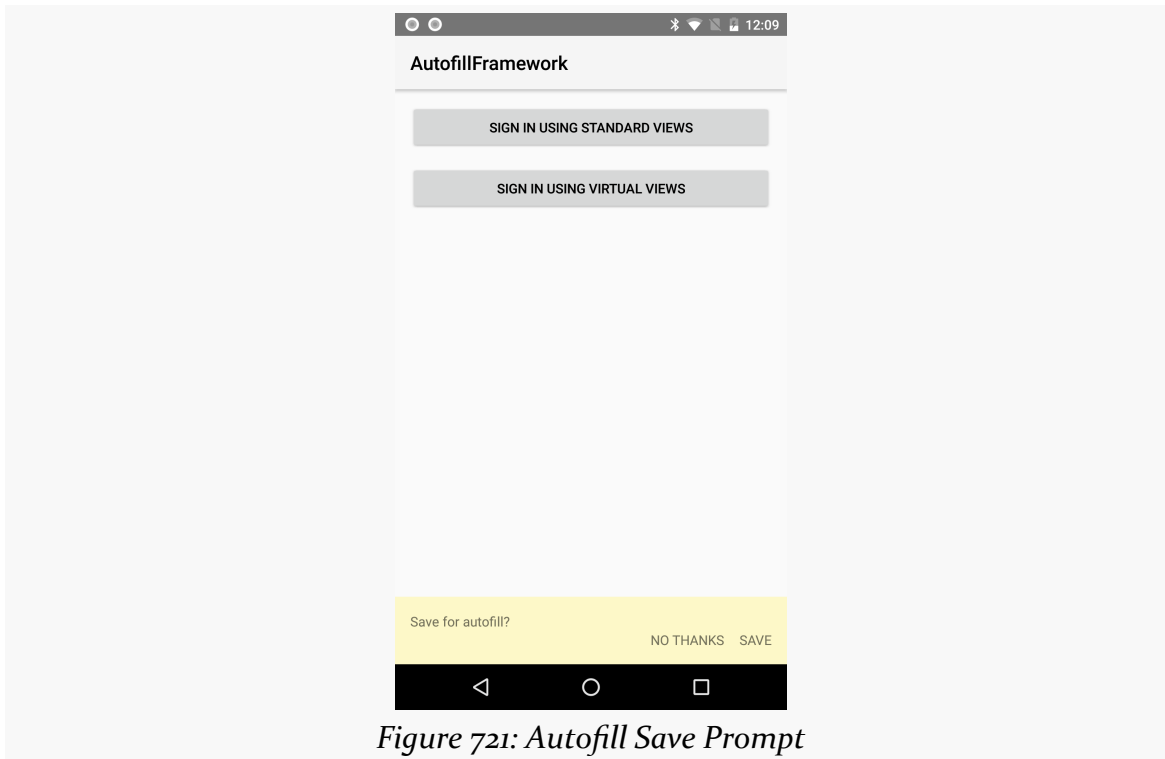 12:09
AutofillFramework
SIGN IN USING STANDARD VIEWS
SIGN IN USING VIRTUAL VIEWS
Save for autofill?
NO THANKS SAVE
Figure 721: Autofill Save Prompt